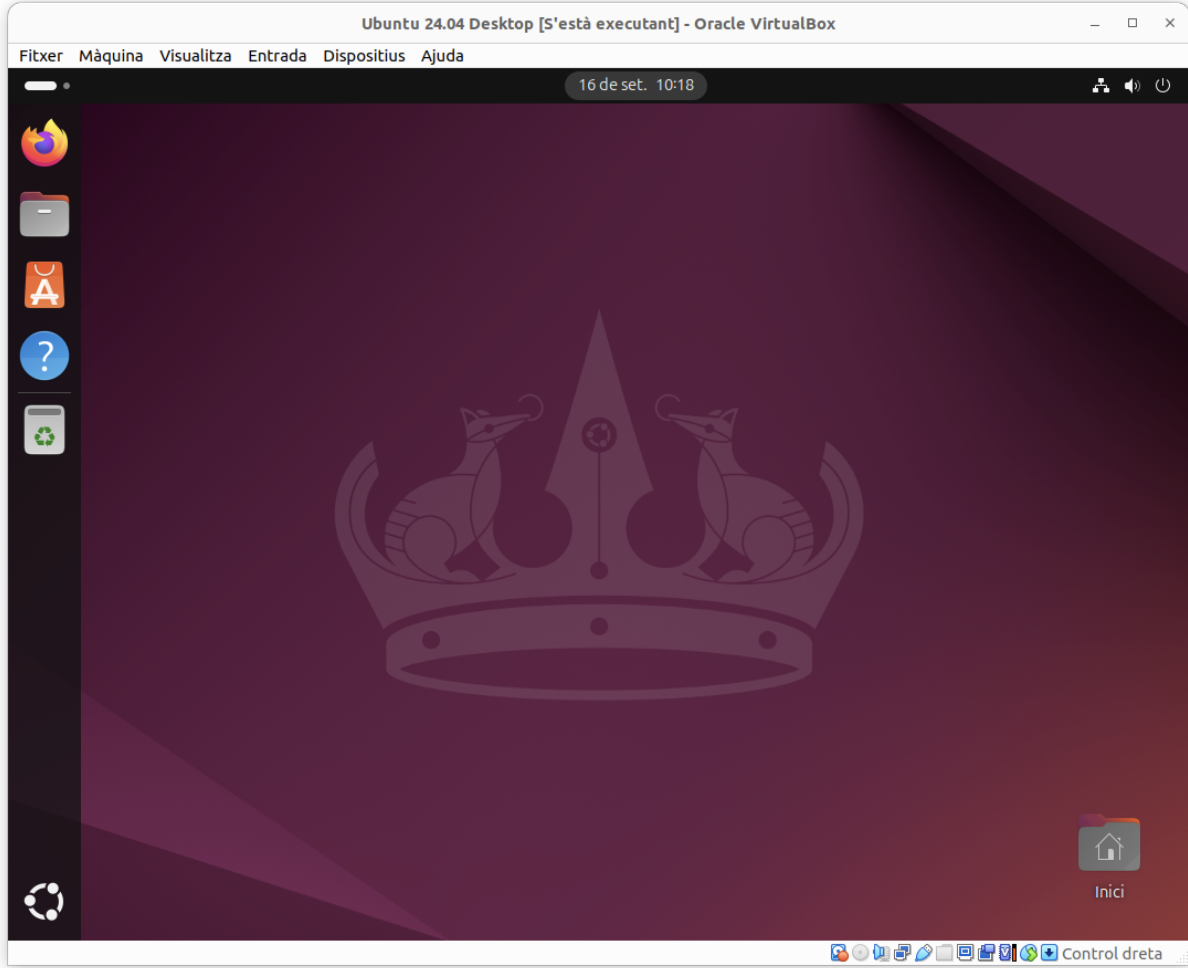 Ubuntu 24.04 Desktop [S'està executant] - Oracle VirtualBox
Fitxer Màquina Visualitza Entrada Dispositius Ajuda
16 de set. 10:18
Inici
Control dreta